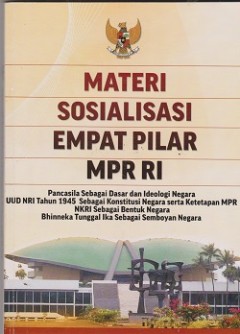 MATERI
SOSIALISASI
EMPAT PILAR
MPR RI
Pancasila Sebagai Dasar dan Ideologi Negara
UUD NRI Tahun 1945 Sebagai Konstitusi Negara serta Ketetapan MPR
NKRI Sebagai Bentuk Negara
Bhinneka Tunggal Ika Sebagai Semboyan Negara